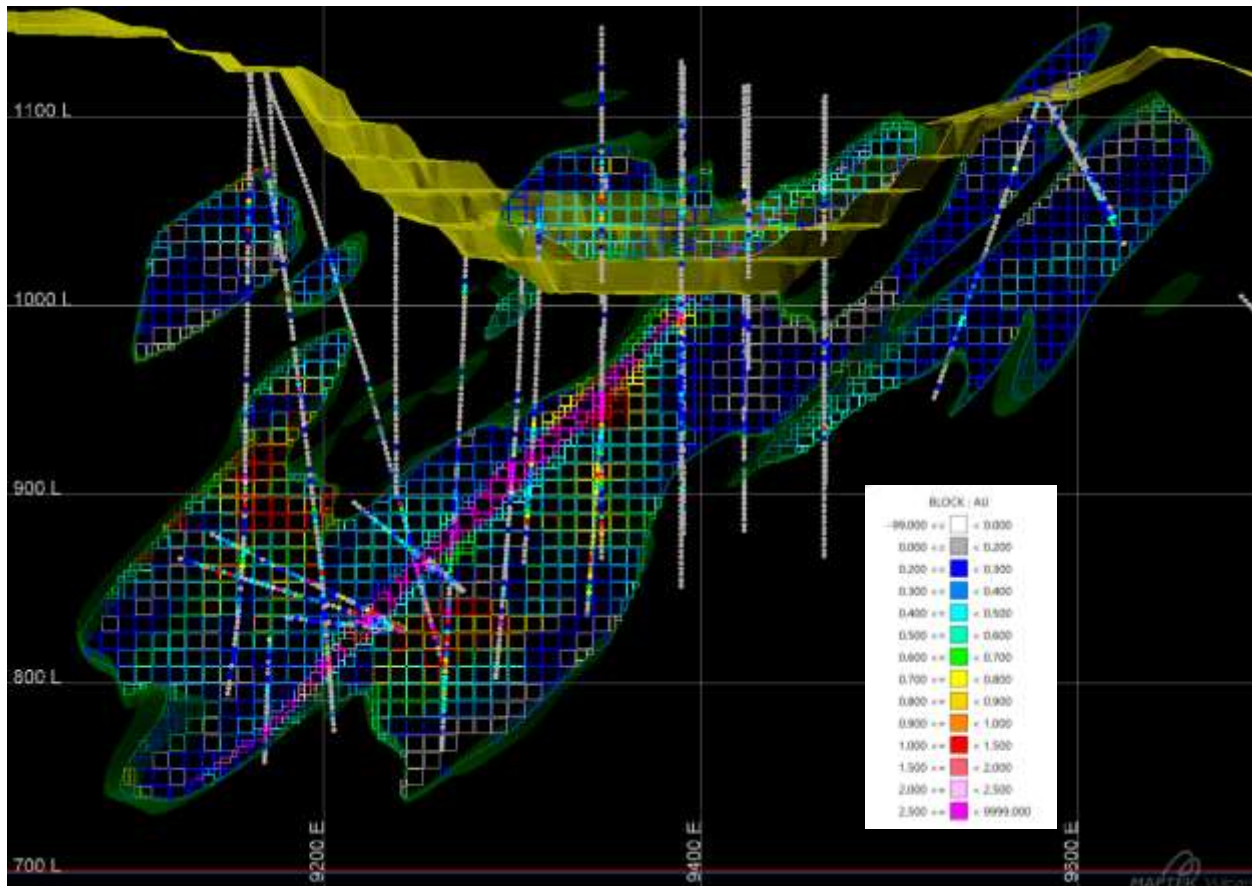 1100 L
1000 L
900 L
800 L
700 L
9200 E
9400 E
9600 E
BLOCK : AU
-99.000 <= < 0.000
0.000 <= < 0.200
0.200 <= < 0.300
0.300 <= < 0.400
0.400 <= < 0.500
0.500 <= < 0.600
0.600 <= < 0.700
0.700 <= < 0.800
0.800 <= < 0.900
0.900 <= < 1.000
1.000 <= < 1.500
1.500 <= < 2.000
2.000 <= < 2.500
2.500 <= < 9999.000
MAPTEK